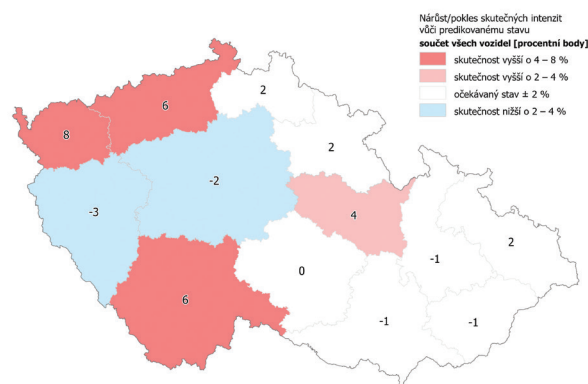 Nárůst/pokles skutečných intenzit
vůči predikovanému stavu
součet všech vozidel [procentní body]
skutečnost vyšší o 4 – 8 %
skutečnost vyšší o 2 – 4 %
očekávaný stav ± 2 %
skutečnost nižší o 2 – 4 %
2
6
8
2
-2
-3
4
2
-1
0
6
-1
-1